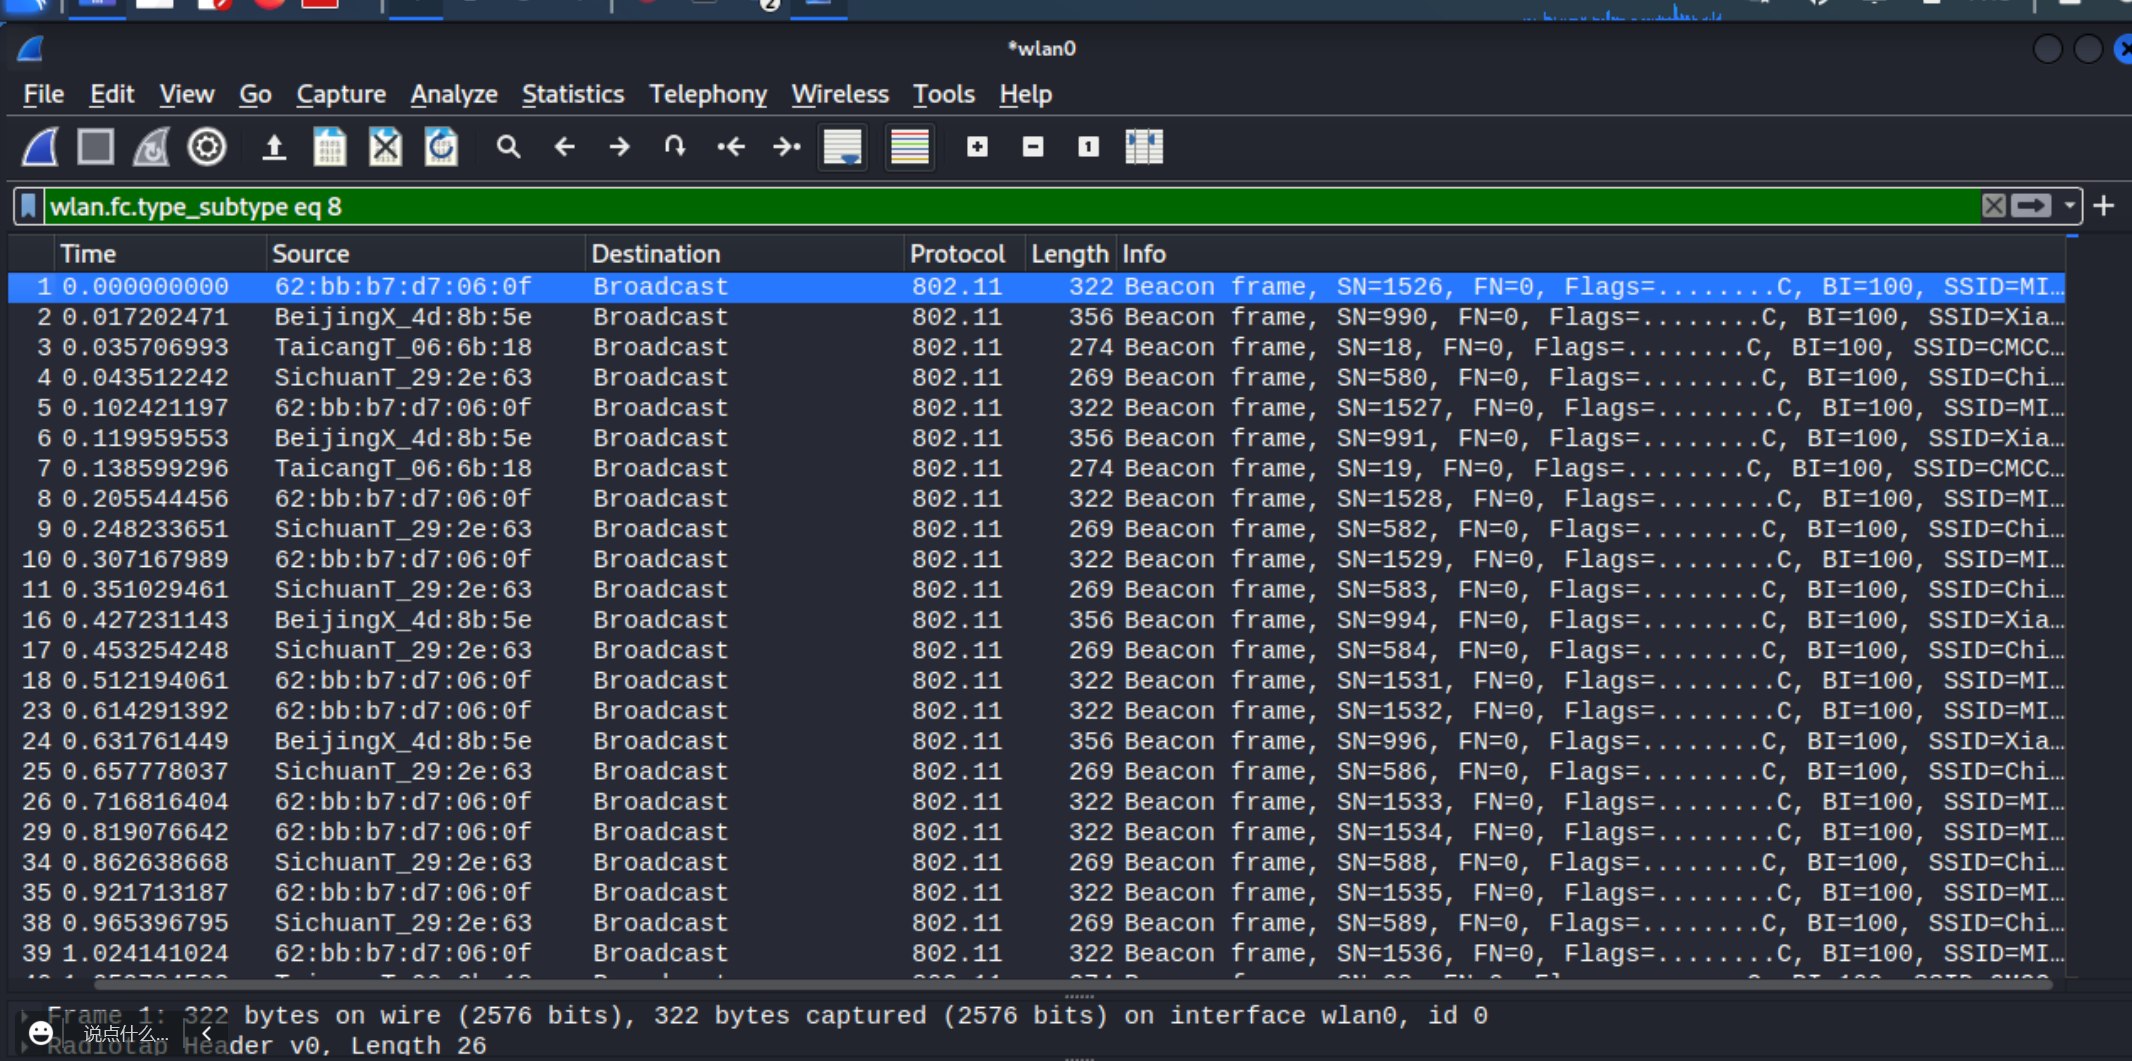 2
*wlan0
File Edit View Go Capture Analyze Statistics Telephony Wireless Tools Help
wlan.fc.type_subtype eq 8
Time Source Destination Protocol Length Info
1 0.000000000 62:bb:b7:d7:06:0f Broadcast 802.11 322 Beacon frame, SN=1526, FN=0, Flags=........C, BI=100, SSID=MI…
2 0.017202471 BeijingX_4d:8b:5e Broadcast 802.11 356 Beacon frame, SN=990, FN=0, Flags=........C, BI=100, SSID=Xia…
3 0.035706993 TaicangT_06:6b:18 Broadcast 802.11 274 Beacon frame, SN=18, FN=0, Flags=........C, BI=100, SSID=CMCC…
4 0.043512242 SichuanT_29:2e:63 Broadcast 802.11 269 Beacon frame, SN=580, FN=0, Flags=........C, BI=100, SSID=Chi…
5 0.102421197 62:bb:b7:d7:06:0f Broadcast 802.11 322 Beacon frame, SN=1527, FN=0, Flags=........C, BI=100, SSID=MI…
6 0.119959553 BeijingX_4d:8b:5e Broadcast 802.11 356 Beacon frame, SN=991, FN=0, Flags=........C, BI=100, SSID=Xia…
7 0.138599296 TaicangT_06:6b:18 Broadcast 802.11 274 Beacon frame, SN=19, FN=0, Flags=........C, BI=100, SSID=CMCC…
8 0.205544456 62:bb:b7:d7:06:0f Broadcast 802.11 322 Beacon frame, SN=1528, FN=0, Flags=........C, BI=100, SSID=MI…
9 0.248233651 SichuanT_29:2e:63 Broadcast 802.11 269 Beacon frame, SN=582, FN=0, Flags=........C, BI=100, SSID=Chi…
10 0.307167989 62:bb:b7:d7:06:0f Broadcast 802.11 322 Beacon frame, SN=1529, FN=0, Flags=........C, BI=100, SSID=MI…
11 0.351029461 SichuanT_29:2e:63 Broadcast 802.11 269 Beacon frame, SN=583, FN=0, Flags=........C, BI=100, SSID=Chi…
16 0.427231143 BeijingX_4d:8b:5e Broadcast 802.11 356 Beacon frame, SN=994, FN=0, Flags=........C, BI=100, SSID=Xia…
17 0.453254248 SichuanT_29:2e:63 Broadcast 802.11 269 Beacon frame, SN=584, FN=0, Flags=........C, BI=100, SSID=Chi…
18 0.512194061 62:bb:b7:d7:06:0f Broadcast 802.11 322 Beacon frame, SN=1531, FN=0, Flags=........C, BI=100, SSID=MI…
23 0.614291392 62:bb:b7:d7:06:0f Broadcast 802.11 322 Beacon frame, SN=1532, FN=0, Flags=........C, BI=100, SSID=MI…
24 0.631761449 BeijingX_4d:8b:5e Broadcast 802.11 356 Beacon frame, SN=996, FN=0, Flags=........C, BI=100, SSID=Xia…
25 0.657778037 SichuanT_29:2e:63 Broadcast 802.11 269 Beacon frame, SN=586, FN=0, Flags=........C, BI=100, SSID=Chi…
26 0.716816404 62:bb:b7:d7:06:0f Broadcast 802.11 322 Beacon frame, SN=1533, FN=0, Flags=........C, BI=100, SSID=MI…
29 0.819076642 62:bb:b7:d7:06:0f Broadcast 802.11 322 Beacon frame, SN=1534, FN=0, Flags=........C, BI=100, SSID=MI…
34 0.862638668 SichuanT_29:2e:63 Broadcast 802.11 269 Beacon frame, SN=588, FN=0, Flags=........C, BI=100, SSID=Chi…
35 0.921713187 62:bb:b7:d7:06:0f Broadcast 802.11 322 Beacon frame, SN=1535, FN=0, Flags=........C, BI=100, SSID=MI…
38 0.965396795 SichuanT_29:2e:63 Broadcast 802.11 269 Beacon frame, SN=589, FN=0, Flags=........C, BI=100, SSID=Chi…
39 1.024141024 62:bb:b7:d7:06:0f Broadcast 802.11 322 Beacon frame, SN=1536, FN=0, Flags=........C, BI=100, SSID=MI…
Frame 1: 322 bytes on wire (2576 bits), 322 bytes captured (2576 bits) on interface wlan0, id 0
说点什么...
Radiotap Header v0, Length 26